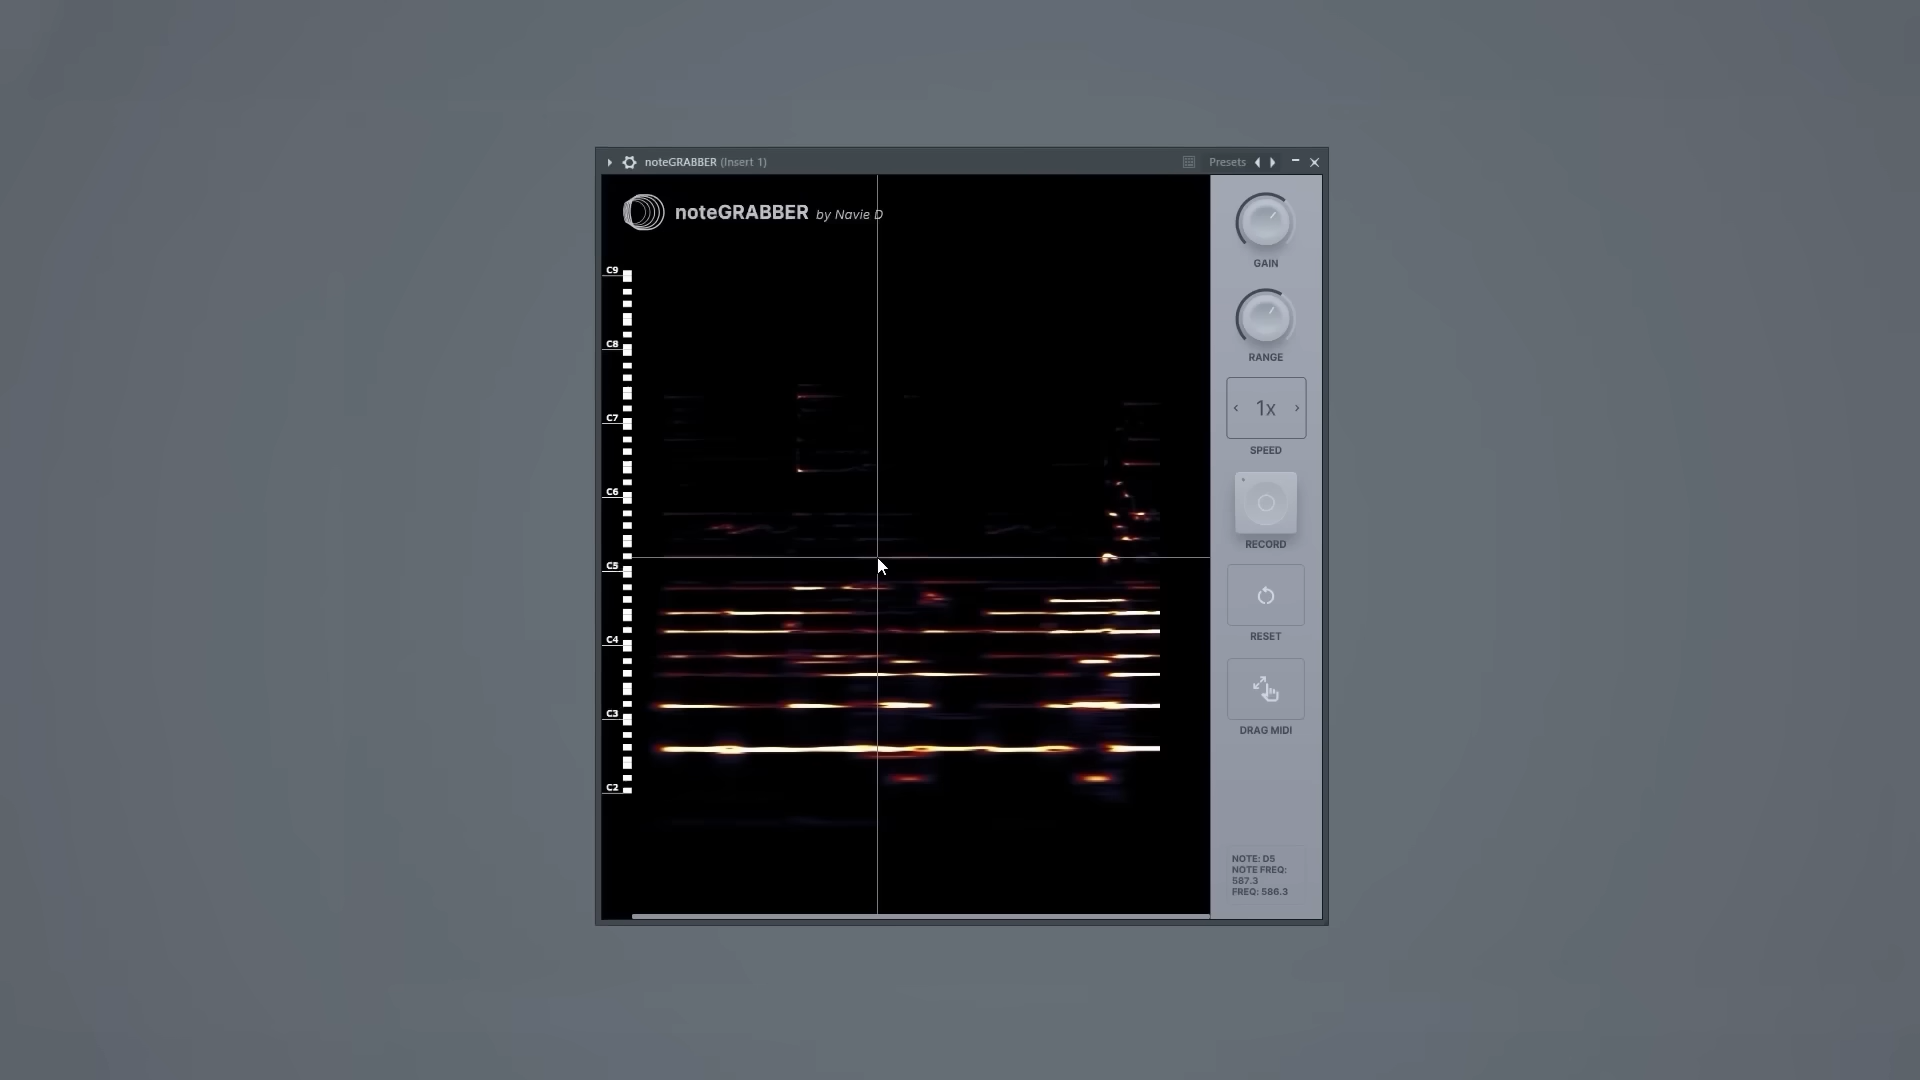 noteGRABBER (Insert 1)
Presets
noteGRABBER by Navie D
GAIN
RANGE
1x
SPEED
RECORD
RESET
DRAG MIDI
C9
C8
C7
C6
C5
C4
C3
C2
NOTE: D5
NOTE FREQ:
587.3
FREQ: 586.3